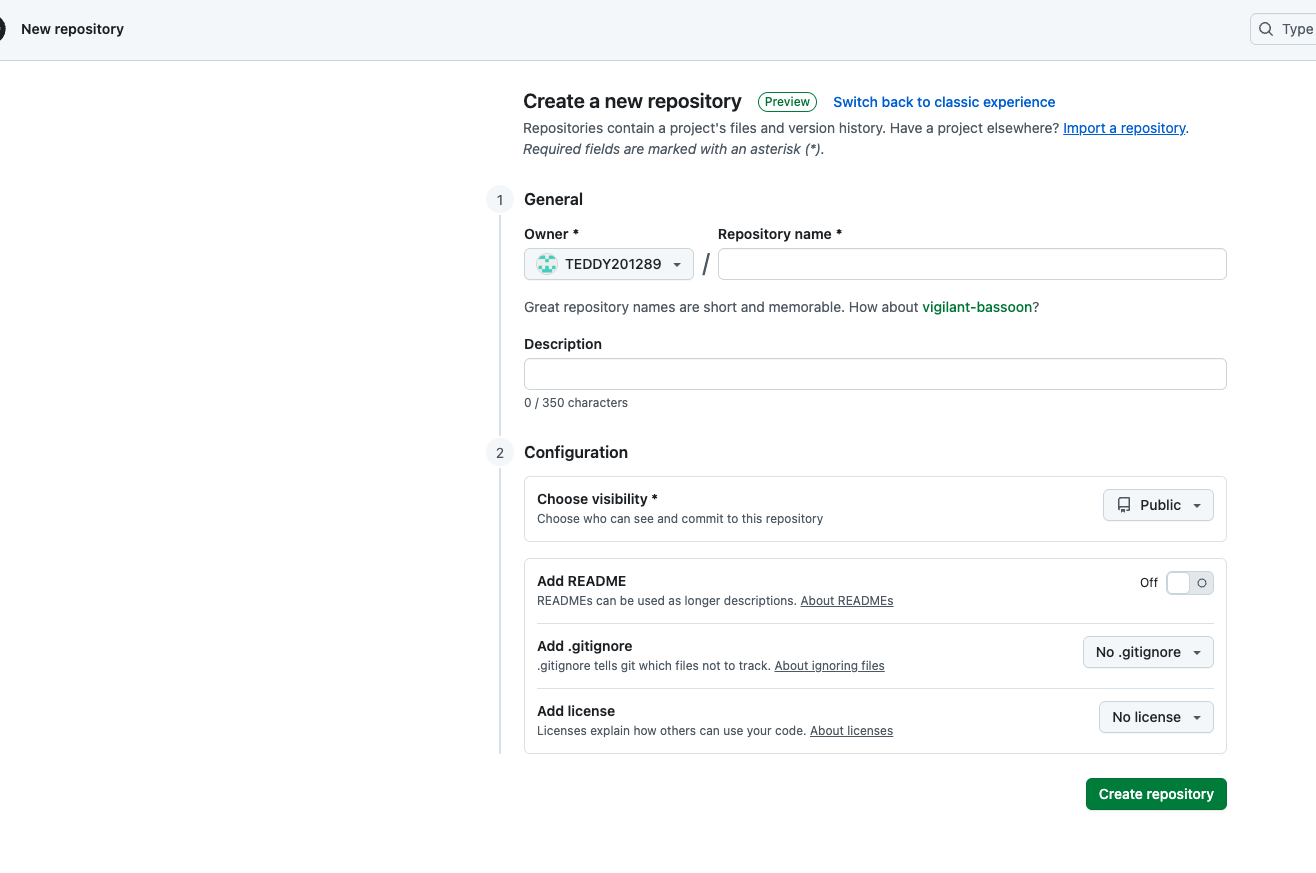 New repository
Type
Create a new repository Preview Switch back to classic experience
Repositories contain a project's files and version history. Have a project elsewhere? Import a repository.
Required fields are marked with an asterisk (*).
1 General
Owner * Repository name *
TEDDY201289 /
Great repository names are short and memorable. How about vigilant-bassoon?
Description
0 / 350 characters
2 Configuration
Choose visibility *
Public
Choose who can see and commit to this repository
Add README
Off
READMEs can be used as longer descriptions. About READMEs
Add .gitignore
No .gitignore
.gitignore tells git which files not to track. About ignoring files
Add license
No license
Licenses explain how others can use your code. About licenses
Create repository